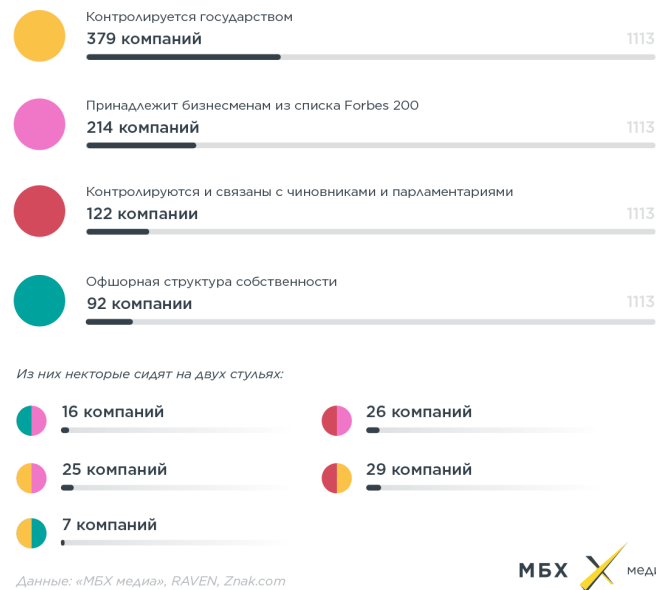 Контролируется государством
379 компаний
1113
Принадлежит бизнесменам из списка Forbes 200
214 компаний
1113
Контролируются и связаны с чиновниками и парламентариями
122 компании
1113
Офшорная структура собственности
92 компании
1113
Из них некторые сидят на двух стульях:
16 компаний
26 компаний
25 компаний
29 компаний
7 компаний
Данные: «МБХ медиа», RAVEN, Znak.com
МБХ